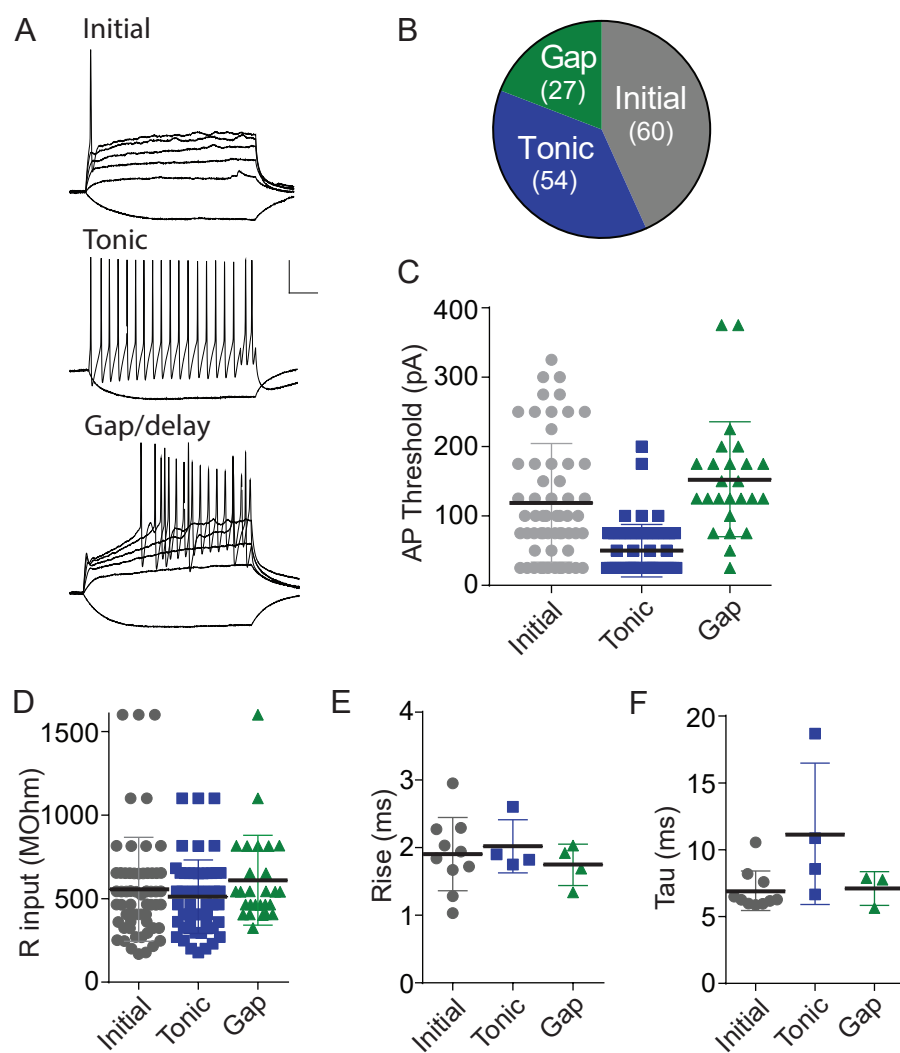 A
Initial
Tonic
Gap/delay
B
Gap
(27)
Initial
(60)
Tonic
(54)
C
AP Threshold (pA)
400
300
200
100
0
Initial
Tonic
Gap
D
R input (MOhm)
1500
1000
500
0
Initial
Tonic
Gap
E
Rise (ms)
4
3
2
1
0
Initial
Tonic
Gap
F
Tau (ms)
20
15
10
5
0
Initial
Tonic
Gap